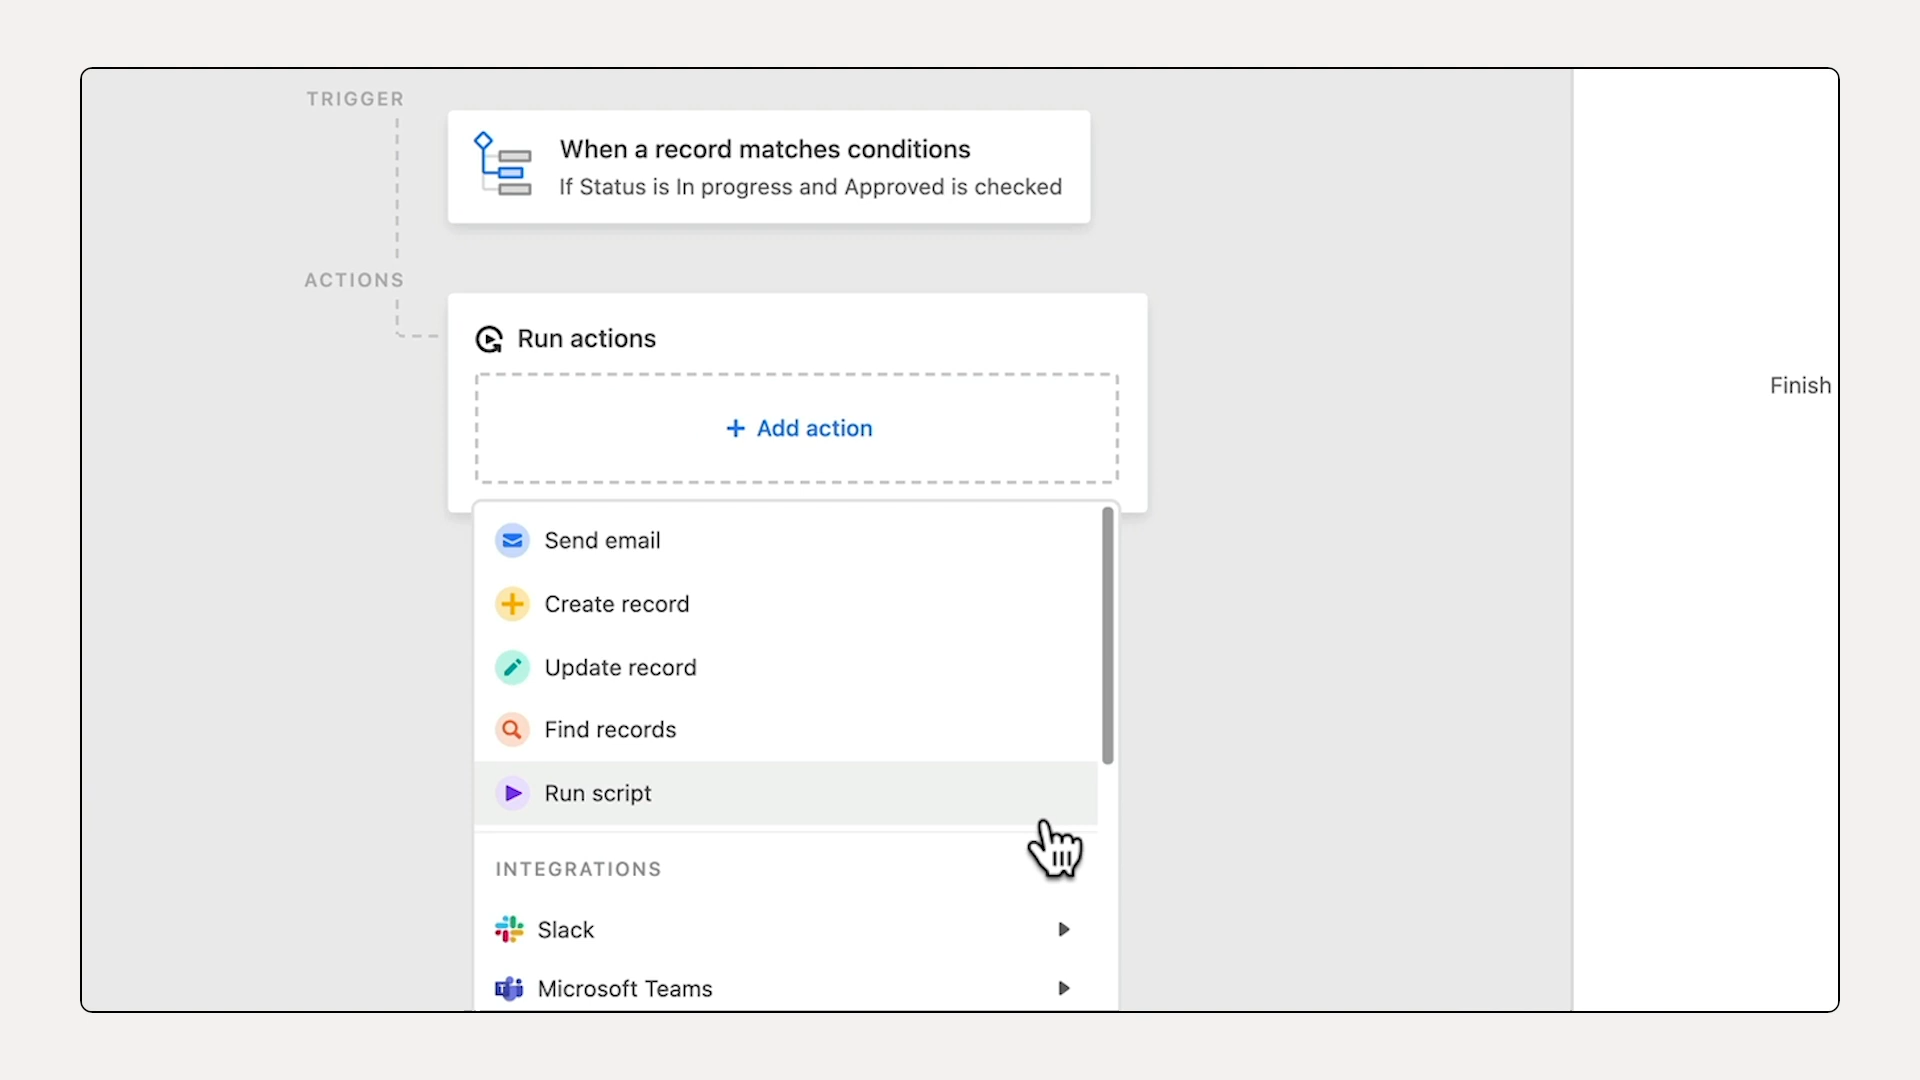 TRIGGER
When a record matches conditions
If Status is In progress and Approved is checked
ACTIONS
Run actions
Finish
+ Add action
Send email
Create record
Update record
Find records
Run script
INTEGRATIONS
Slack
Microsoft Teams